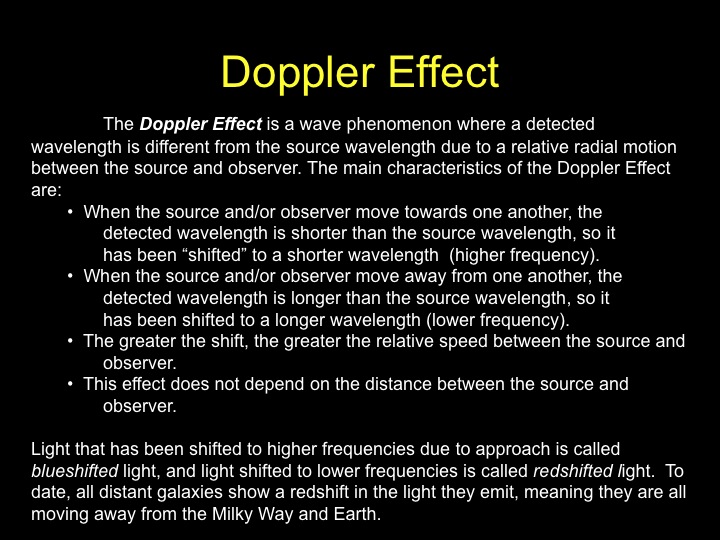 Doppler Effect
The Doppler Effect is a wave phenomenon where a detected
wavelength is different from the source wavelength due to a relative radial motion
between the source and observer. The main characteristics of the Doppler Effect
are:
• When the source and/or observer move towards one another, the
detected wavelength is shorter than the source wavelength, so it
has been “shifted” to a shorter wavelength  (higher frequency).
• When the source and/or observer move away from one another, the
detected wavelength is longer than the source wavelength, so it
has been shifted to a longer wavelength (lower frequency).
• The greater the shift, the greater the relative speed between the source and
observer.
• This effect does not depend on the distance between the source and
observer.
Light that has been shifted to higher frequencies due to approach is called
blueshifted light, and light shifted to lower frequencies is called redshifted light.  To
date, all distant galaxies show a redshift in the light they emit, meaning they are all
moving away from the Milky Way and Earth.